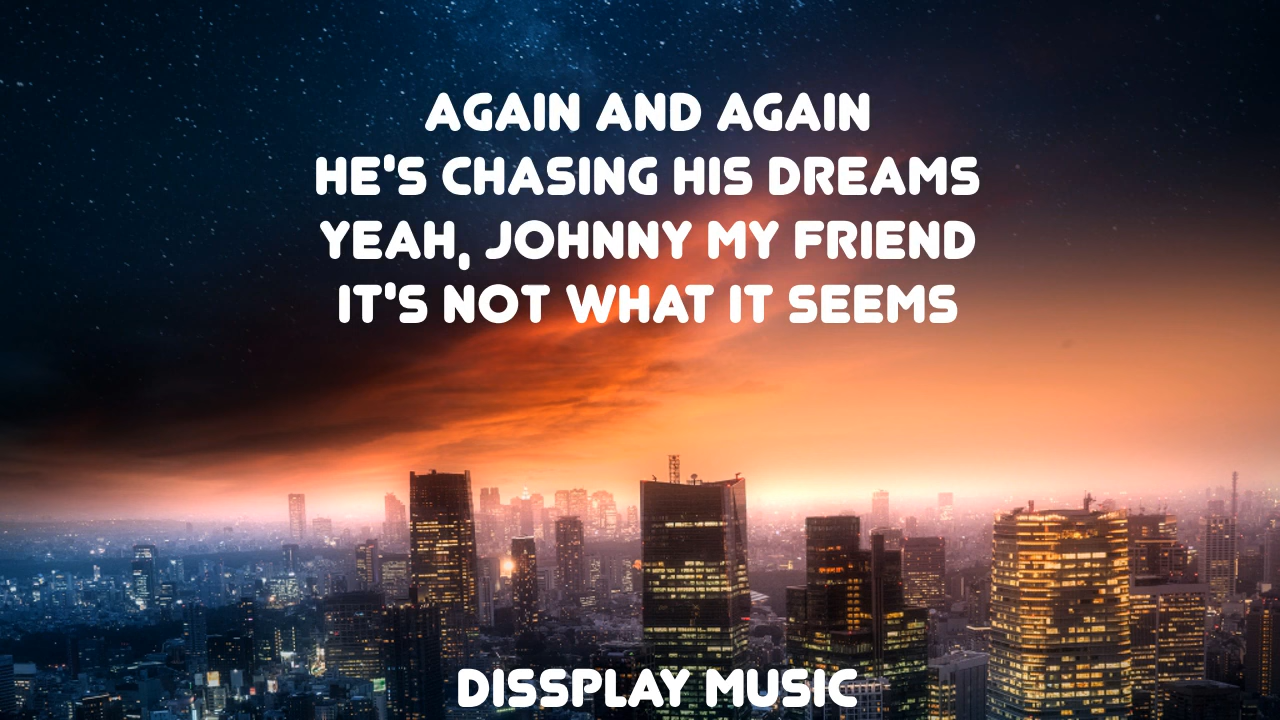 AGAIN AND AGAIN
HE'S CHASING HIS DREAMS
YEAH, JOHNNY MY FRIEND
IT'S NOT WHAT IT SEEMS
DISSPLAY MUSIC